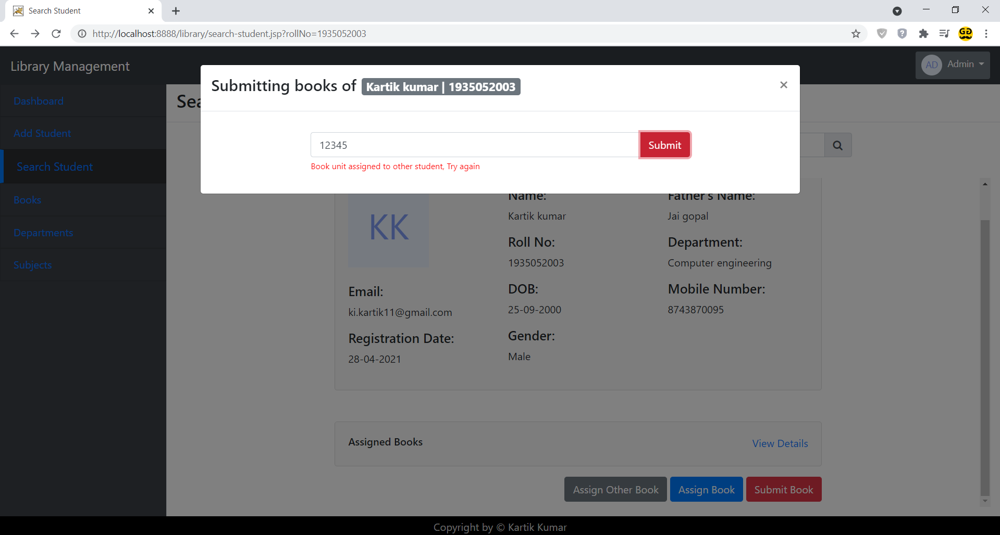 Search Student
http://localhost:8888/library/search-student.jsp?rollNo=1935052003
Library Management
AD Admin
Submitting books of Kartik kumar | 1935052003
×
Dashboard
Add Student
Search Student
Books
Departments
Subjects
Sea
12345
Submit
Book unit assigned to other student, Try again
KK
Email:
ki.kartik11@gmail.com
Registration Date:
28-04-2021
Name:
Kartik kumar
Roll No:
1935052003
DOB:
25-09-2000
Gender:
Male
Father's Name:
Jai gopal
Department:
Computer engineering
Mobile Number:
8743870095
Assigned Books
View Details
Assign Other Book
Assign Book
Submit Book
Copyright by © Kartik Kumar